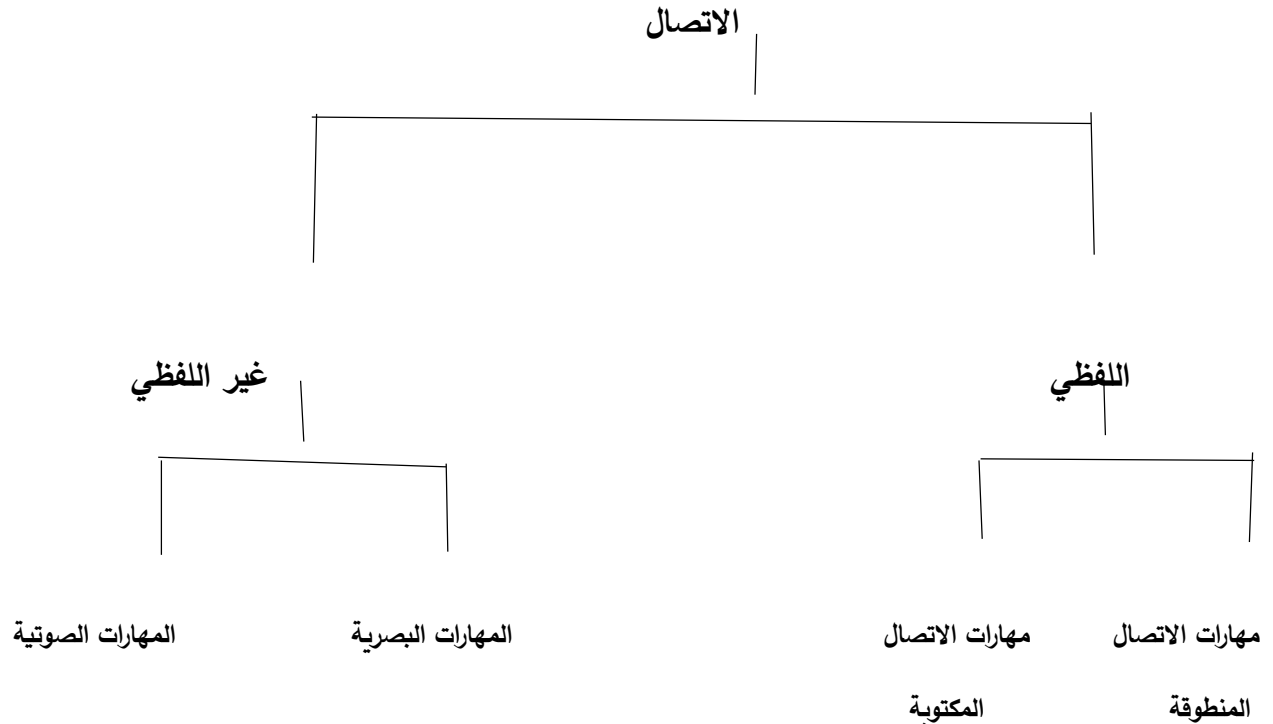 الاتصال
اللفظي
غير اللفظي
مهارات الاتصال
المنطوقة
مهارات الاتصال
المكتوبة
المهارات البصرية
المهارات الصوتية